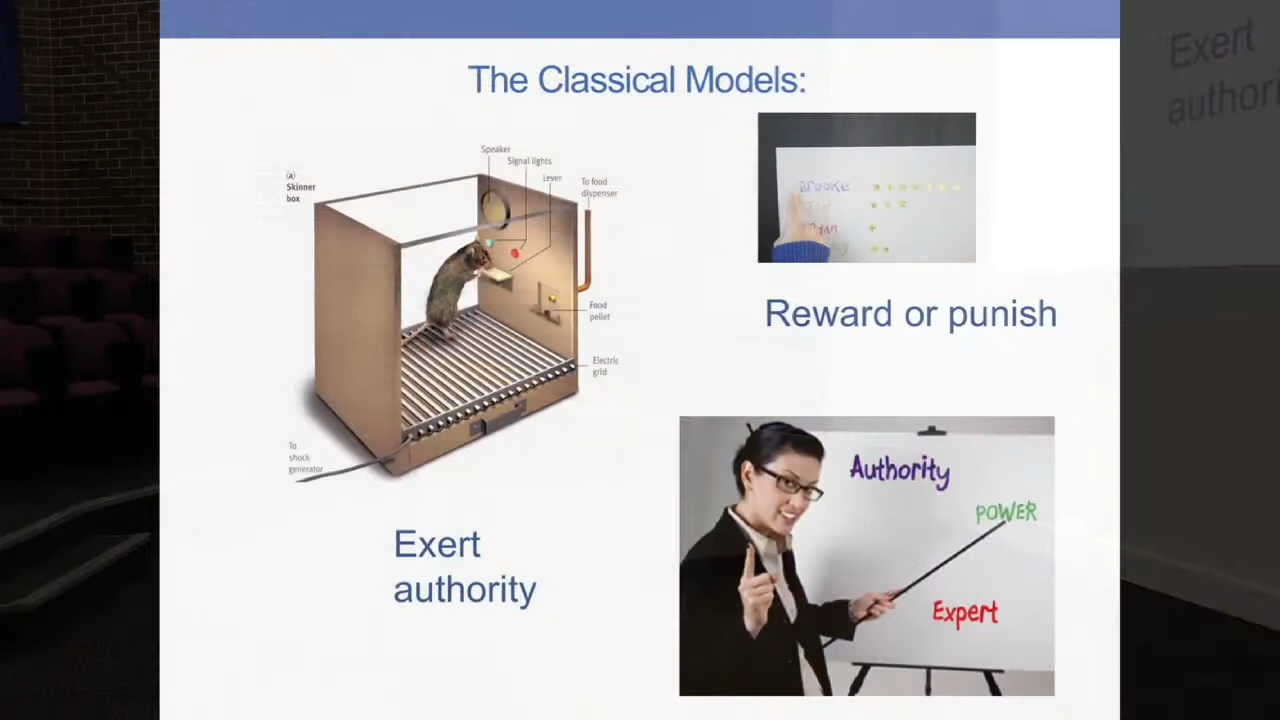 The Classical Models:
(a)
Skinner
box
Speaker
Signal lights
Lever
To food
dispenser
Food
pellet
Electric
grid
To
shock
generator
Brooke
Reward or punish
Exert
authority
Authority
POWER
Expert
Exert